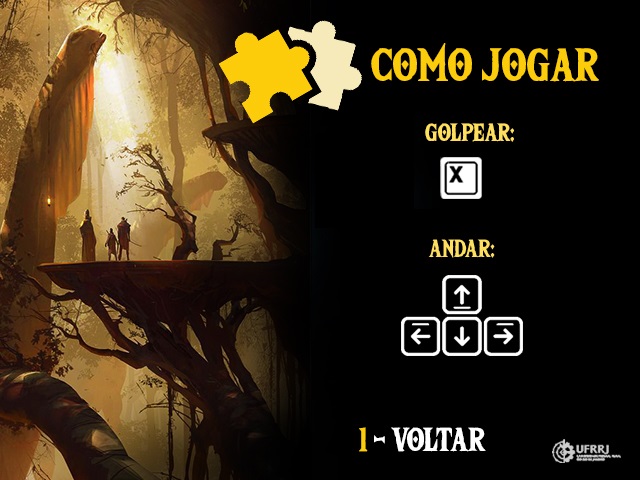 COMO JOGAR
GOLPEAR:
X
ANDAR:
1 - VOLTAR
UFRRJ